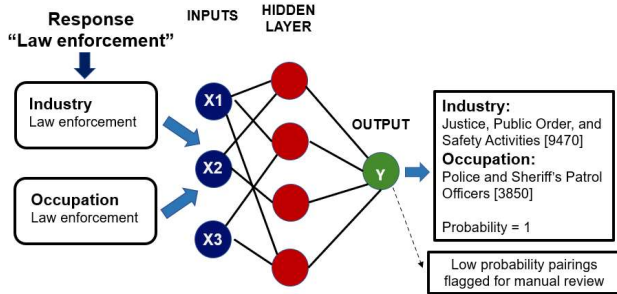 Response
“Law enforcement”
INPUTS
HIDDEN
LAYER
Industry
Law enforcement
Occupation
Law enforcement
X1
X2
X3
OUTPUT
Y
Industry:
Justice, Public Order, and
Safety Activities [9470]
Occupation:
Police and Sheriff’s Patrol
Officers [3850]
Probability = 1
Low probability pairings
flagged for manual review